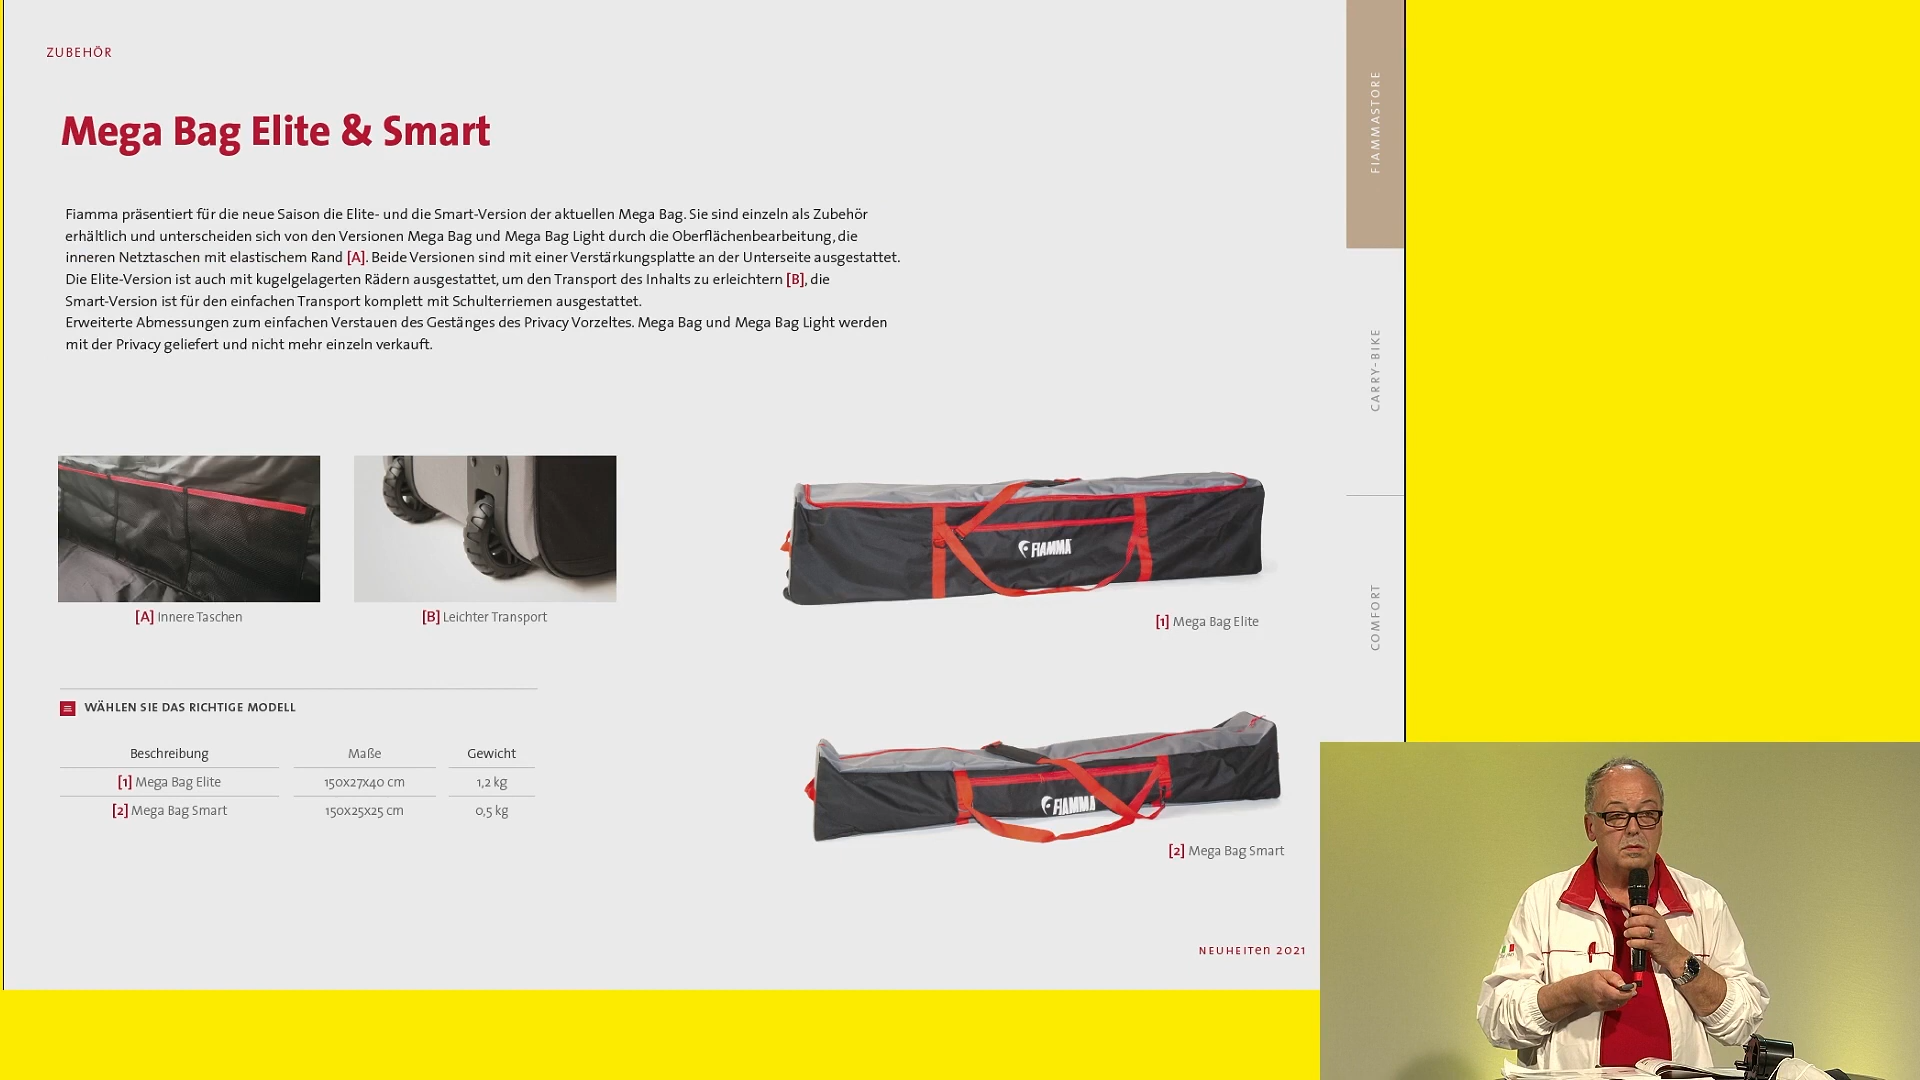 ZUBEHÖR
Mega Bag Elite & Smart
Fiamma präsentiert für die neue Saison die Elite- und die Smart-Version der aktuellen Mega Bag. Sie sind einzeln als Zubehör
erhältlich und unterscheiden sich von den Versionen Mega Bag und Mega Bag Light durch die Oberflächenbearbeitung, die
inneren Netztaschen mit elastischem Rand [A]. Beide Versionen sind mit einer Verstärkungsplatte an der Unterseite ausgestattet.
Die Elite-Version ist auch mit kugelgelagerten Rädern ausgestattet, um den Transport des Inhalts zu erleichtern [B], die
Smart-Version ist für den einfachen Transport komplett mit Schulterriemen ausgestattet.
Erweiterte Abmessungen zum einfachen Verstauen des Gestänges des Privacy Vorzeltes. Mega Bag und Mega Bag Light werden
mit der Privacy geliefert und nicht mehr einzeln verkauft.
[A] Innere Taschen
[B] Leichter Transport
FIAMMA
[1] Mega Bag Elite
WÄHLEN SIE DAS RICHTIGE MODELL
Beschreibung Maße Gewicht
[1] Mega Bag Elite 150x27x40 cm 1,2 kg
[2] Mega Bag Smart 150x25x25 cm 0,5 kg
FIAMMA
[2] Mega Bag Smart
NEUHEITEN 2021
FIAMMASTORE
CARRY-BIKE
COMFORT